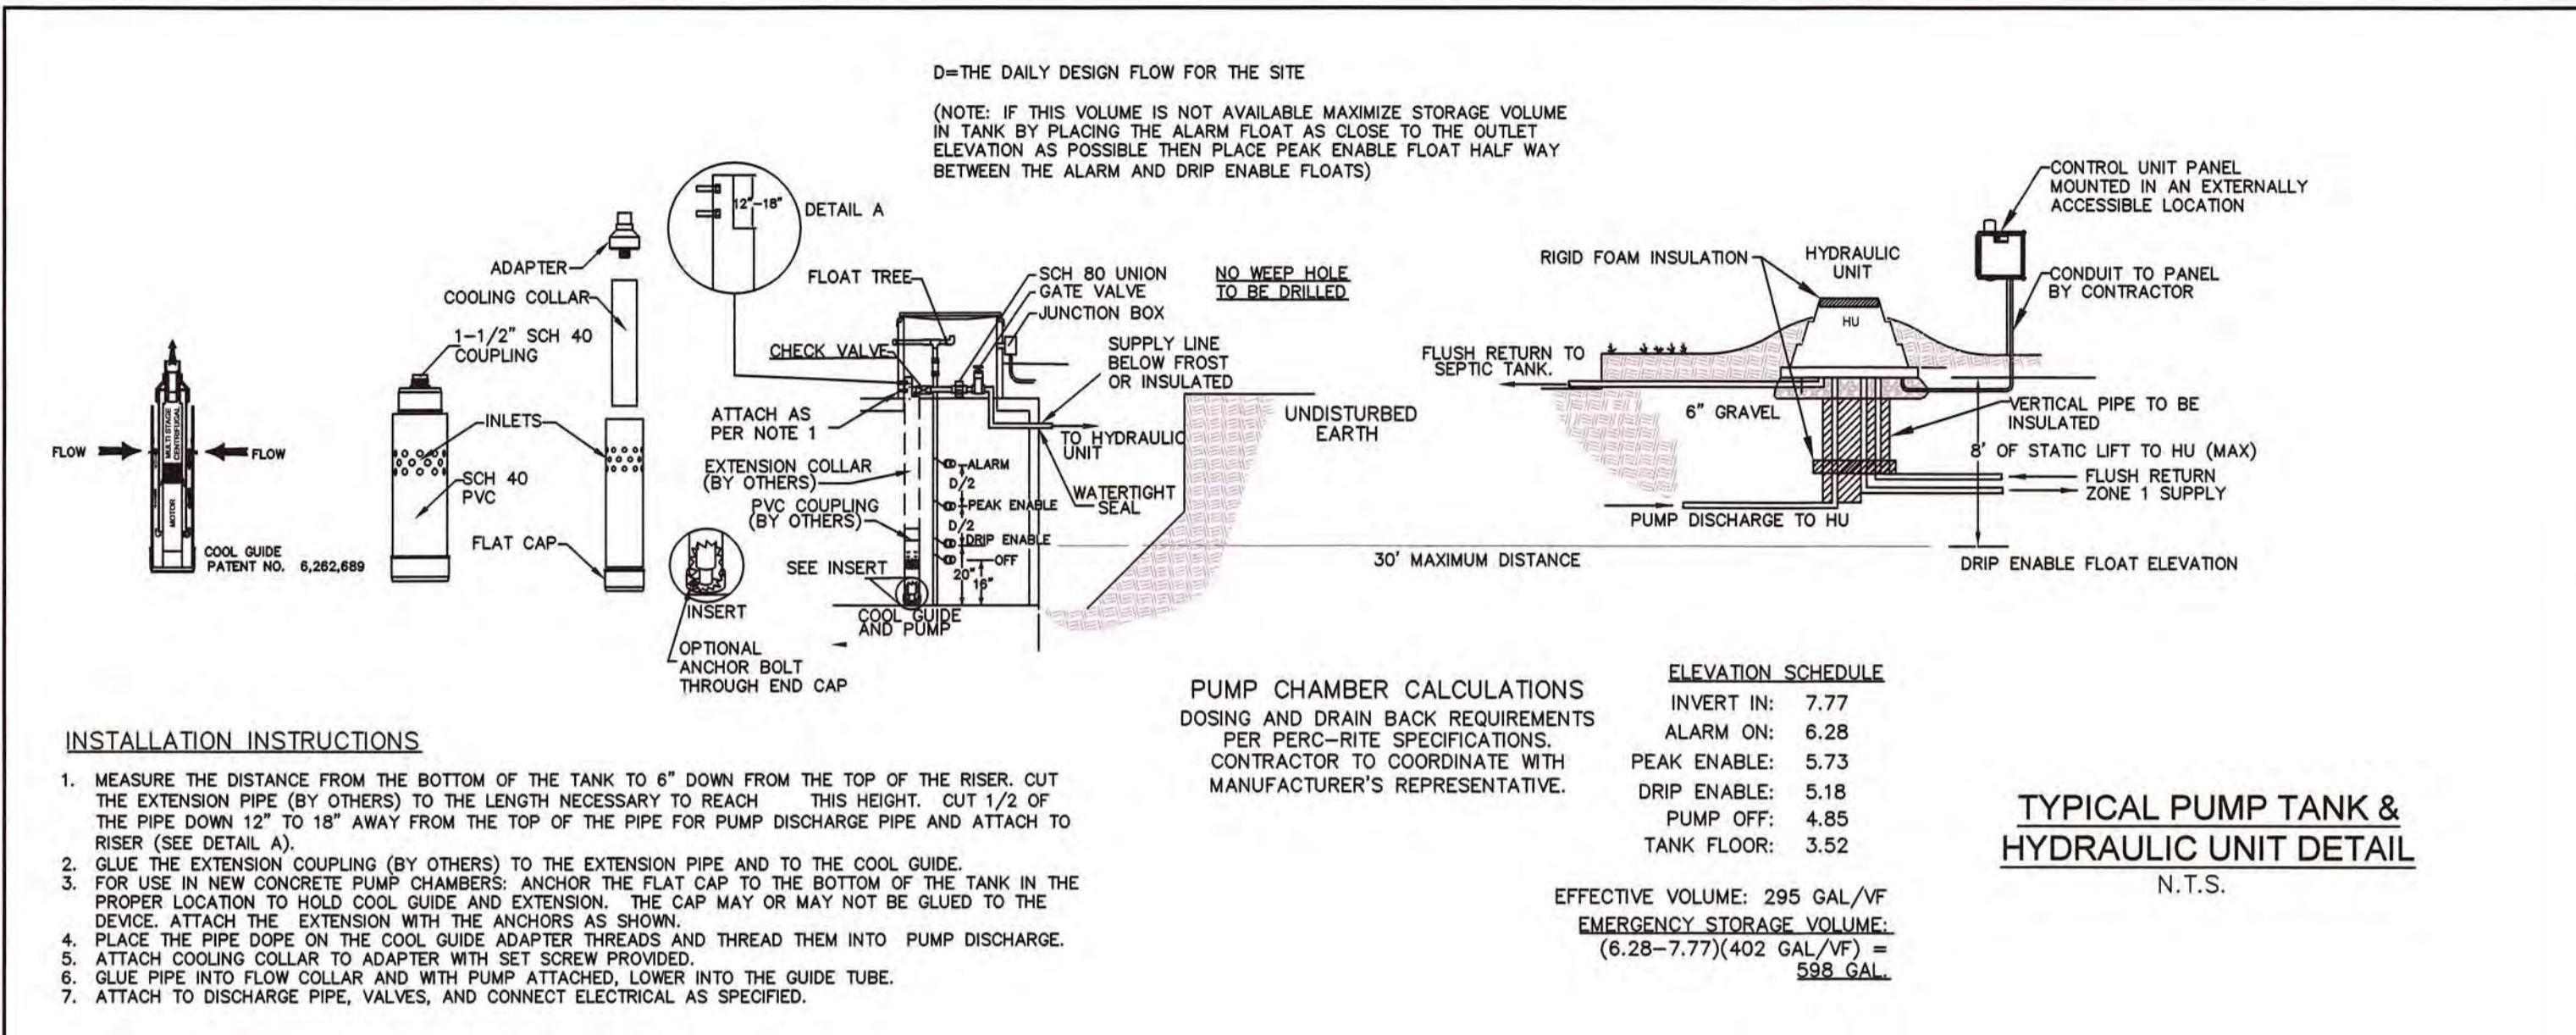 D=THE DAILY DESIGN FLOW FOR THE SITE
(NOTE: IF THIS VOLUME IS NOT AVAILABLE MAXIMIZE STORAGE VOLUME
IN TANK BY PLACING THE ALARM FLOAT AS CLOSE TO THE OUTLET
ELEVATION AS POSSIBLE THEN PLACE PEAK ENABLE FLOAT HALF WAY
BETWEEN THE ALARM AND DRIP ENABLE FLOATS)
FLOW
FLOW
MULTI STAGE
CENTRIFUGAL
MOTOR
COOL GUIDE
PATENT NO. 6,262,689
ADAPTER
COOLING COLLAR
1-1/2" SCH 40
COUPLING
INLETS
SCH 40
PVC
FLAT CAP
12"-18"
DETAIL A
FLOAT TREE
CHECK VALVE
ATTACH AS
PER NOTE 1
EXTENSION COLLAR
(BY OTHERS)
PVC COUPLING
(BY OTHERS)
SEE INSERT
INSERT
OPTIONAL
ANCHOR BOLT
THROUGH END CAP
COOL GUIDE
AND PUMP
SCH 80 UNION
GATE VALVE
JUNCTION BOX
NO WEEP HOLE
TO BE DRILLED
SUPPLY LINE
BELOW FROST
OR INSULATED
TO HYDRAULIC
UNIT
WATERTIGHT
SEAL
ALARM
D/2
PEAK ENABLE
D/2
DRIP ENABLE
OFF
20"
16"
UNDISTURBED
EARTH
30' MAXIMUM DISTANCE
RIGID FOAM INSULATION
HYDRAULIC
UNIT
HU
CONTROL UNIT PANEL
MOUNTED IN AN EXTERNALLY
ACCESSIBLE LOCATION
CONDUIT TO PANEL
BY CONTRACTOR
FLUSH RETURN TO
SEPTIC TANK.
6" GRAVEL
VERTICAL PIPE TO BE
INSULATED
8' OF STATIC LIFT TO HU (MAX)
FLUSH RETURN
ZONE 1 SUPPLY
PUMP DISCHARGE TO HU
DRIP ENABLE FLOAT ELEVATION
INSTALLATION INSTRUCTIONS
1. MEASURE THE DISTANCE FROM THE BOTTOM OF THE TANK TO 6" DOWN FROM THE TOP OF THE RISER. CUT
THE EXTENSION PIPE (BY OTHERS) TO THE LENGTH NECESSARY TO REACH THIS HEIGHT. CUT 1/2 OF
THE PIPE DOWN 12" TO 18" AWAY FROM THE TOP OF THE PIPE FOR PUMP DISCHARGE PIPE AND ATTACH TO
RISER (SEE DETAIL A).
2. GLUE THE EXTENSION COUPLING (BY OTHERS) TO THE EXTENSION PIPE AND TO THE COOL GUIDE.
3. FOR USE IN NEW CONCRETE PUMP CHAMBERS: ANCHOR THE FLAT CAP TO THE BOTTOM OF THE TANK IN THE
PROPER LOCATION TO HOLD COOL GUIDE AND EXTENSION. THE CAP MAY OR MAY NOT BE GLUED TO THE
DEVICE. ATTACH THE EXTENSION WITH THE ANCHORS AS SHOWN.
4. PLACE THE PIPE DOPE ON THE COOL GUIDE ADAPTER THREADS AND THREAD THEM INTO PUMP DISCHARGE.
5. ATTACH COOLING COLLAR TO ADAPTER WITH SET SCREW PROVIDED.
6. GLUE PIPE INTO FLOW COLLAR AND WITH PUMP ATTACHED, LOWER INTO THE GUIDE TUBE.
7. ATTACH TO DISCHARGE PIPE, VALVES, AND CONNECT ELECTRICAL AS SPECIFIED.
PUMP CHAMBER CALCULATIONS
DOSING AND DRAIN BACK REQUIREMENTS
PER PERC-RITE SPECIFICATIONS.
CONTRACTOR TO COORDINATE WITH
MANUFACTURER'S REPRESENTATIVE.
ELEVATION SCHEDULE
INVERT IN: 7.77
ALARM ON: 6.28
PEAK ENABLE: 5.73
DRIP ENABLE: 5.18
PUMP OFF: 4.85
TANK FLOOR: 3.52
EFFECTIVE VOLUME: 295 GAL/VF
EMERGENCY STORAGE VOLUME:
(6.28-7.77)(402 GAL/VF) =
598 GAL.
TYPICAL PUMP TANK &
HYDRAULIC UNIT DETAIL
N.T.S.